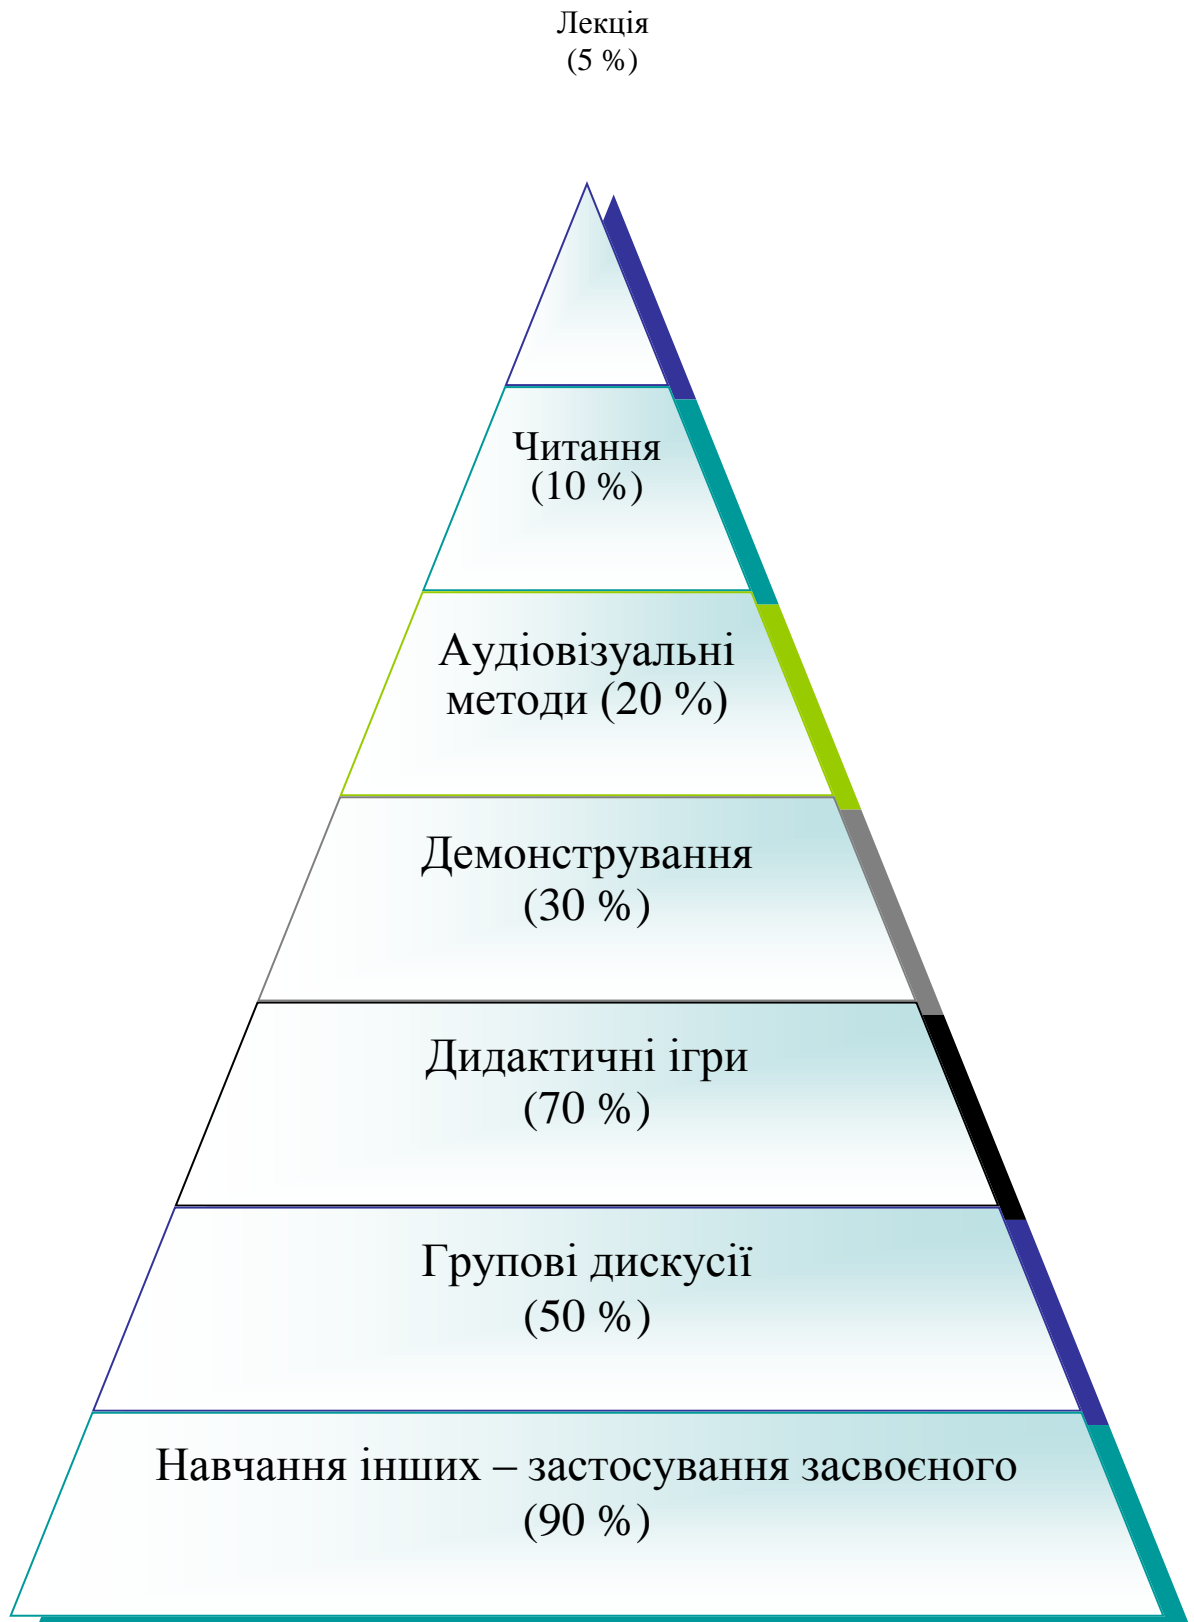 Лекція
(5 %)
Читання
(10 %)
Аудіовізуальні
методи (20 %)
Демонстрування
(30 %)
Дидактичні ігри
(70 %)
Групові дискусії
(50 %)
Навчання інших – застосування засвоєного
(90 %)